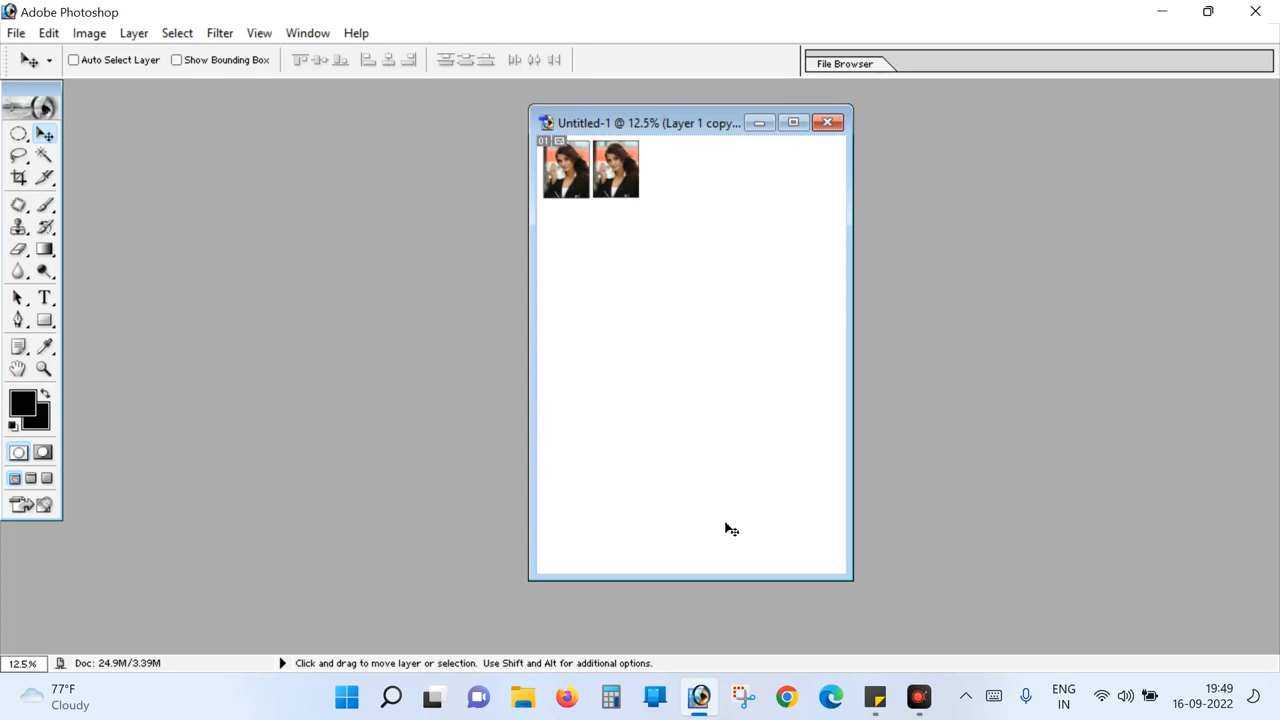 Adobe Photoshop
File Edit Image Layer Select Filter View Window Help
Auto Select Layer Show Bounding Box
File Browser
Untitled-1 @ 12.5% (Layer 1 copy...
01
T
12.5% Doc: 24.9M/3.39M Click and drag to move layer or selection. Use Shift and Alt for additional options.
77°F
Cloudy
ENG
IN
19:49
16-09-2022